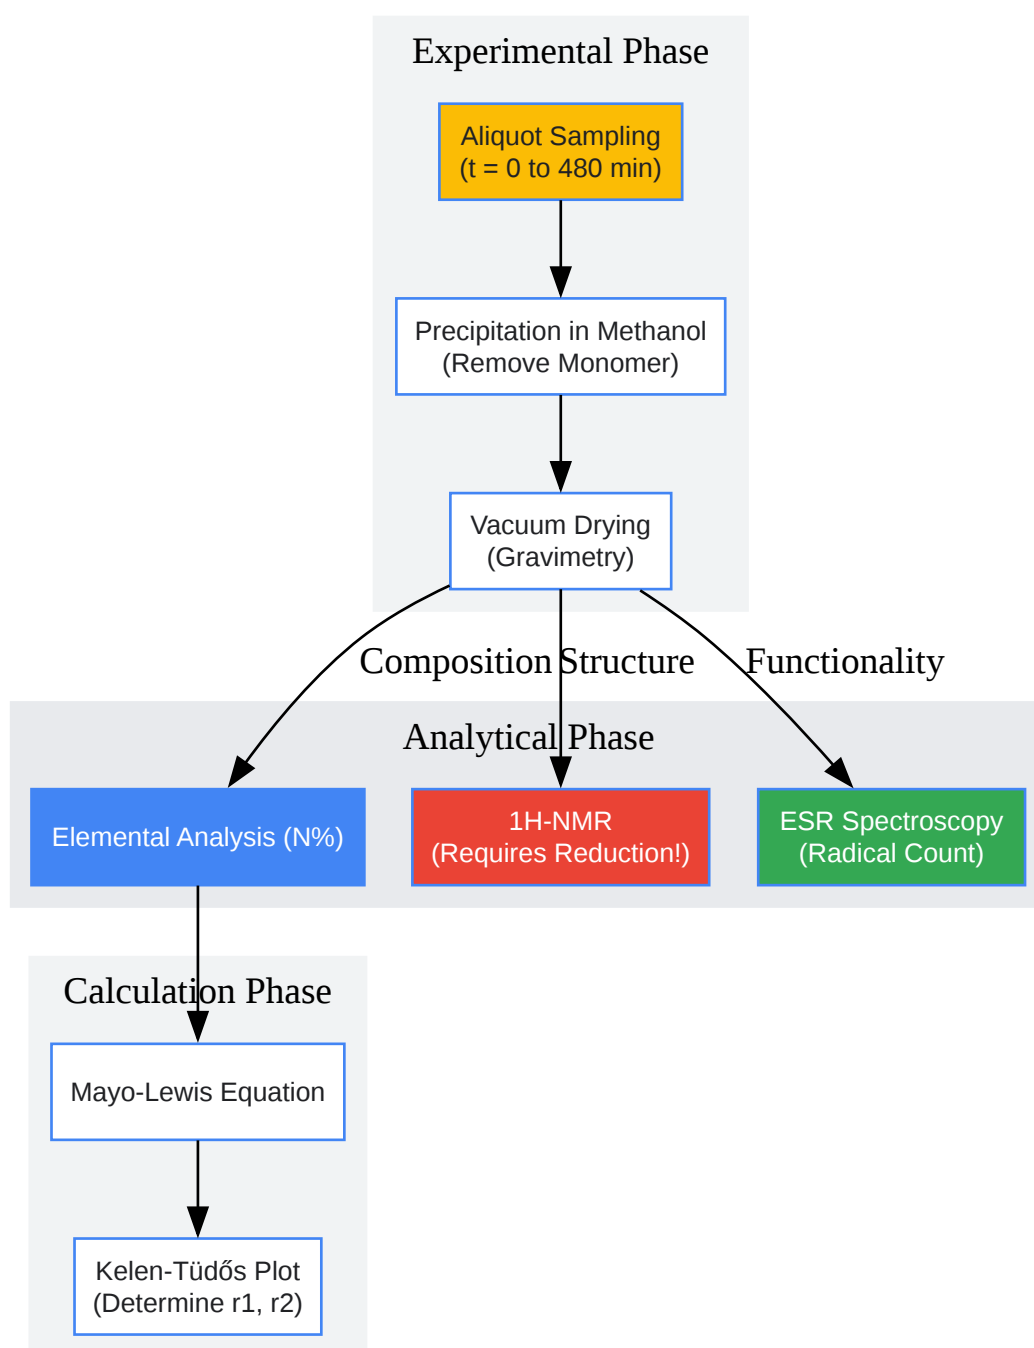 Experimental Phase
Aliquot Sampling
(t = 0 to 480 min)
Precipitation in Methanol
(Remove Monomer)
Vacuum Drying
(Gravimetry)
Composition
Structure
Functionality
Analytical Phase
Elemental Analysis (N%)
1H-NMR
(Requires Reduction!)
ESR Spectroscopy
(Radical Count)
Calculation Phase
Mayo-Lewis Equation
Kelen-Tüdős Plot
(Determine r1, r2)